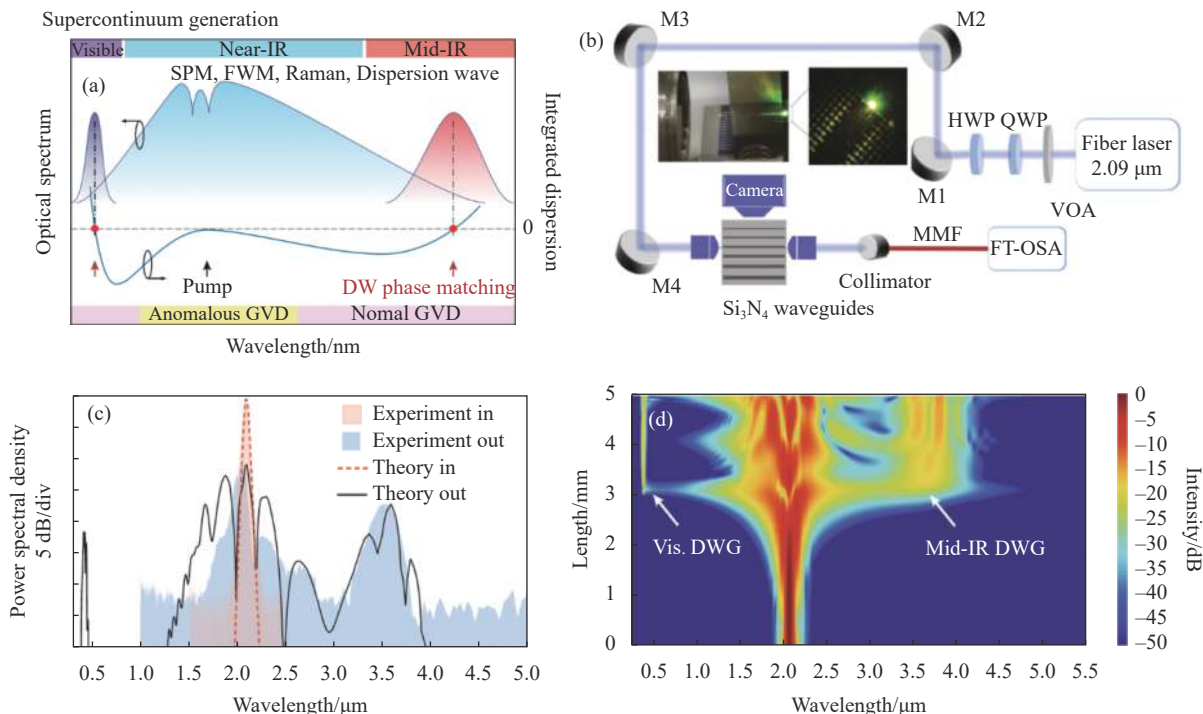 Supercontinuum generation
Visible Near-IR Mid-IR
(a) SPM, FWM, Raman, Dispersion wave
Optical spectrum
Integrated dispersion
0
Pump DW phase matching
Anomalous GVD Nomal GVD
Wavelength/nm
(b)
M3 M2
HWP QWP
Fiber laser
2.09 μm
M1
VOA
Camera
MMF
FT-OSA
M4
Collimator
Si₃N₄ waveguides
(c)
Experiment in
Experiment out
Theory in
Theory out
Power spectral density
5 dB/div
0.5 1.0 1.5 2.0 2.5 3.0 3.5 4.0 4.5 5.0
Wavelength/μm
(d)
5
4
3
2
1
0
Length/mm
Vis. DWG
Mid-IR DWG
0.5 1.0 1.5 2.0 2.5 3.0 3.5 4.0 5.0 5.5
Wavelength/μm
0
−5
−10
−15
−20
−25
−30
−35
−40
−45
−50
Intensity/dB